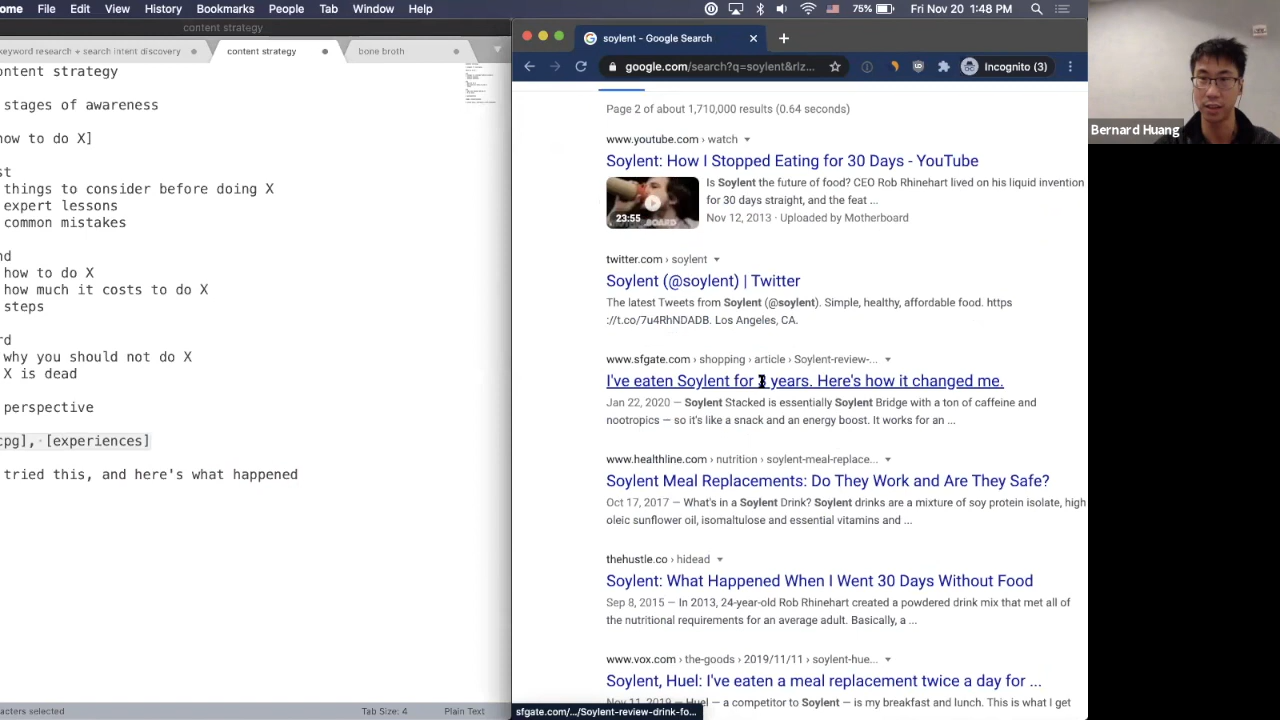 ome File Edit View History Bookmarks People Tab Window Help
75% Fri Nov 20 1:48 PM
content strategy
keyword research + search intent discovery
content strategy
bone broth
ontent strategy
stages of awareness
how to do X]
st
things to consider before doing X
expert lessons
common mistakes
nd
how to do X
how much it costs to do X
steps
rd
why you should not do X
X is dead
perspective
cpg], [experiences]
tried this, and here's what happened
acters selected
Tab Size: 4
Plain Text
soylent - Google Search
google.com/search?q=soylent&rlz...
Incognito (3)
Page 2 of about 1,710,000 results (0.64 seconds)
www.youtube.com › watch
Soylent: How I Stopped Eating for 30 Days - YouTube
23:55
Is Soylent the future of food? CEO Rob Rhinehart lived on his liquid invention
for 30 days straight, and the feat ...
Nov 12, 2013 · Uploaded by Motherboard
twitter.com › soylent
Soylent (@soylent) | Twitter
The latest Tweets from Soylent (@soylent). Simple, healthy, affordable food. https
://t.co/7u4RhNDADB. Los Angeles, CA.
www.sfgate.com › shopping › article › Soylent-review-...
I've eaten Soylent for years. Here's how it changed me.
Jan 22, 2020 — Soylent Stacked is essentially Soylent Bridge with a ton of caffeine and
nootropics — so it's like a snack and an energy boost. It works for an ...
www.healthline.com › nutrition › soylent-meal-replace...
Soylent Meal Replacements: Do They Work and Are They Safe?
Oct 17, 2017 — What's in a Soylent Drink? Soylent drinks are a mixture of soy protein isolate, high
oleic sunflower oil, isomaltulose and essential vitamins and ...
thehustle.co › hidead
Soylent: What Happened When I Went 30 Days Without Food
Sep 8, 2015 — In 2013, 24-year-old Rob Rhinehart created a powdered drink mix that met all of
the nutritional requirements for an average adult. Basically, a ...
www.vox.com › the-goods › 2019/11/11 › soylent-hue...
Soylent, Huel: I've eaten a meal replacement twice a day for ...
Nov 11, 2019 — Huel — a competitor to Soylent — is my breakfast and lunch. This is what I get
sfgate.com/.../Soylent-review-drink-fo...
Bernard Huang